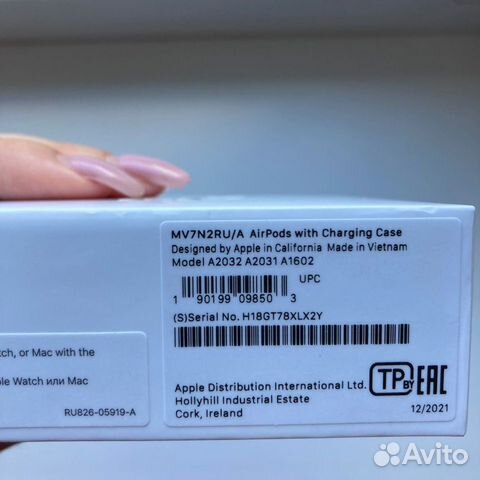 MV7N2RU/A AirPods with Charging Case
Designed by Apple in California Made in Vietnam
Model A2032 A2031 A1602
UPC
1 90199 09850 3
(S)Serial No. H18GT78XLX2Y
tch, or Mac with the
ple Watch или Mac
RU826-05919-A
Apple Distribution International Ltd.
Hollyhill Industrial Estate
Cork, Ireland
TP BY EAC
12/2021
Avito